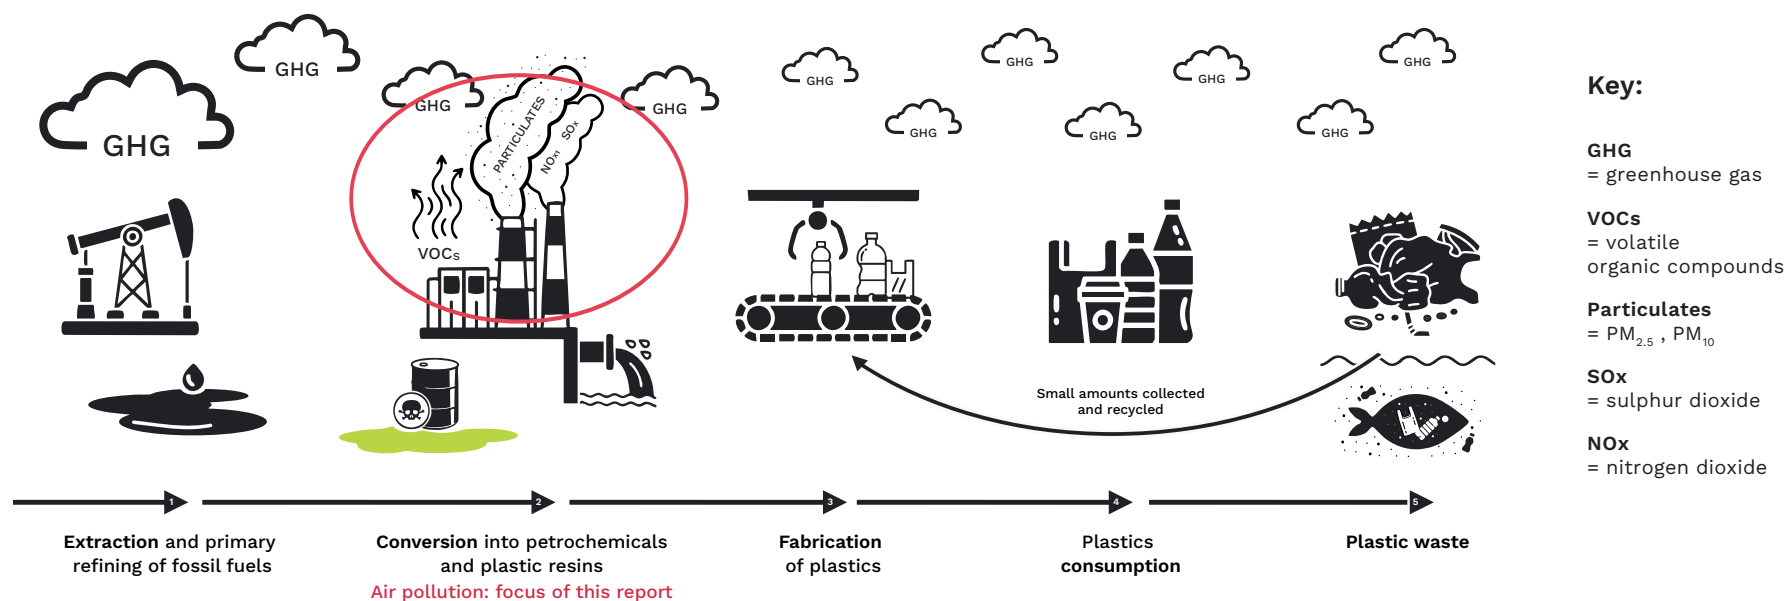 GHG
GHG
GHG
GHG
GHG
GHG
GHG
GHG
GHG
GHG
GHG
PARTICULATES
NOx,
SOx
VOCs
Small amounts collected
and recycled
1
2
3
4
5
Extraction and primary
refining of fossil fuels
Conversion into petrochemicals
and plastic resins
Air pollution: focus of this report
Fabrication
of plastics
Plastics
consumption
Plastic waste
Key:
GHG
= greenhouse gas
VOCs
= volatile
organic compounds
Particulates
= PM2.5 , PM10
SOx
= sulphur dioxide
NOx
= nitrogen dioxide